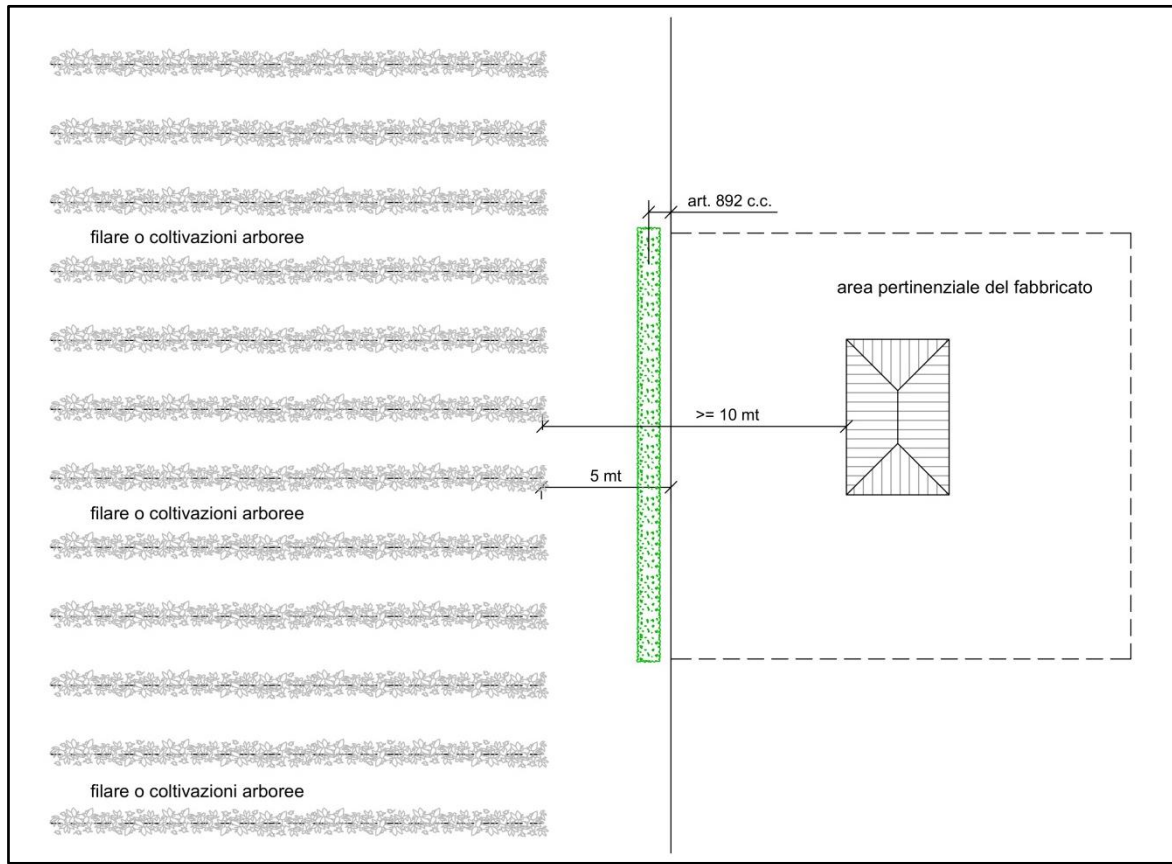 art. 892 c.c.
filare o coltivazioni arboree
area pertinenziale del fabbricato
>= 10 mt
5 mt
filare o coltivazioni arboree
filare o coltivazioni arboree